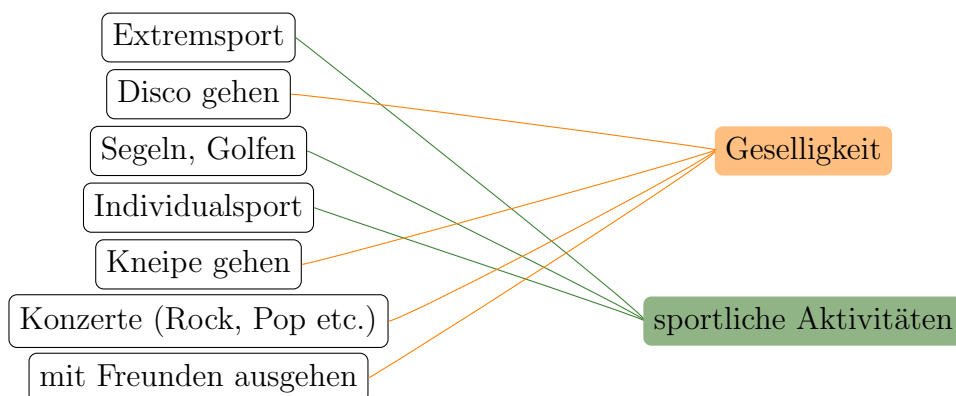 Extremsport
Disco gehen
Segeln, Golfen
Individualsport
Kneipe gehen
Konzerte (Rock, Pop etc.)
mit Freunden ausgehen
Geselligkeit
sportliche Aktivitäten